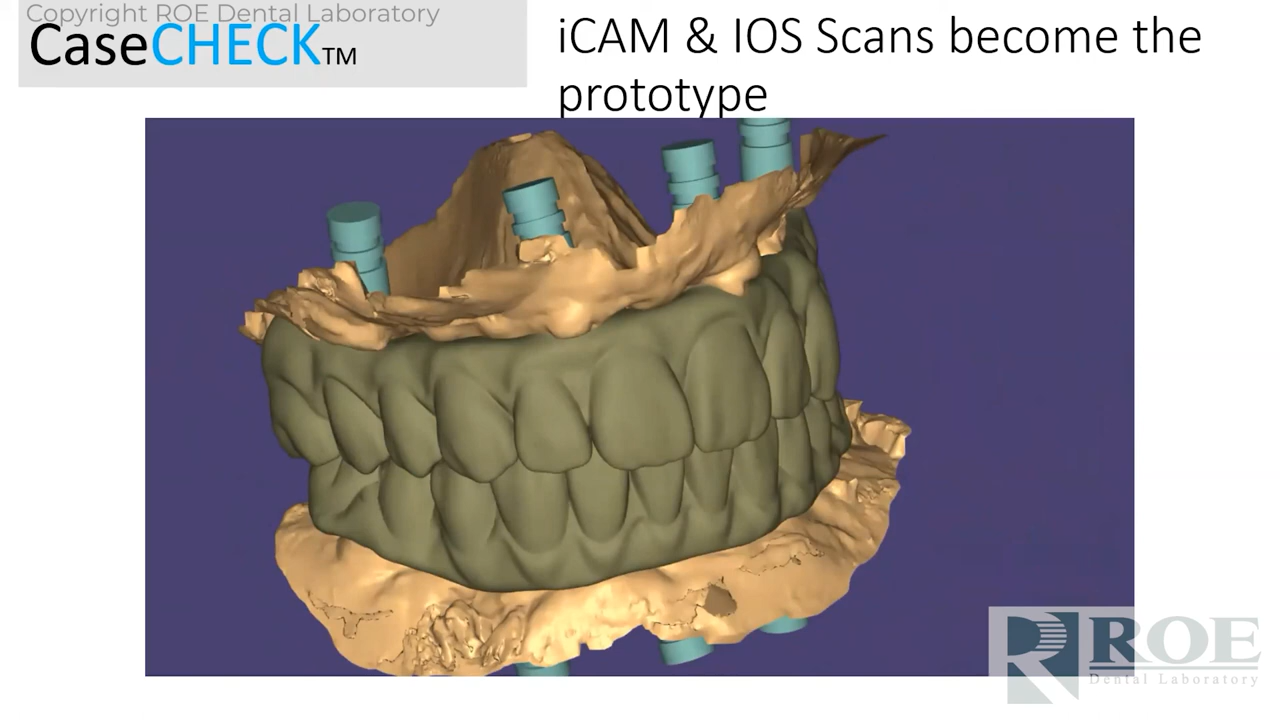 Copyright ROE Dental Laboratory
CaseCHECK™
iCAM & IOS Scans become the
prototype
ROE
Dental Laboratory